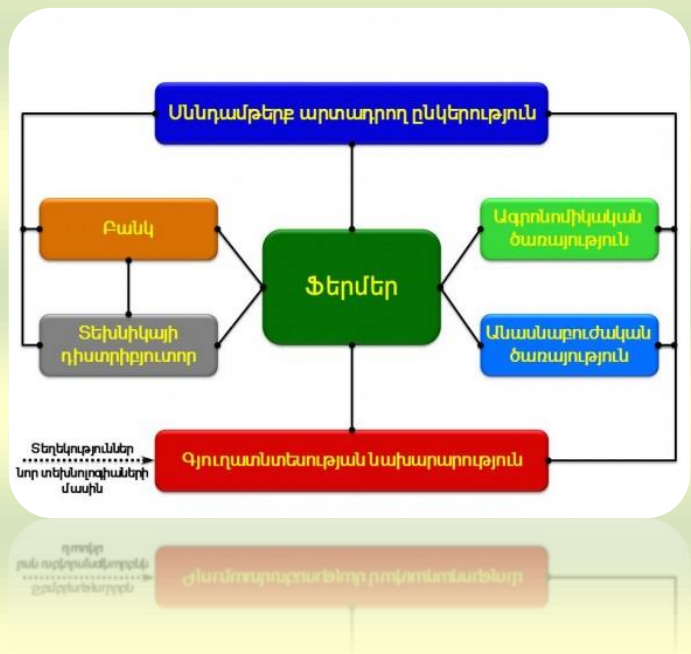 Սննդամթերք արտադրող ընկերություն
Բանկ
Ֆերմեր
Ագրոնոմիկական
ծառայություն
Տեխնիկայի
դիստրիբյուտոր
Անասնաբուժական
ծառայություն
Տեղեկություններ
նոր տեխնոլոգիաների
մասին
Գյուղատնտեսության նախարարություն